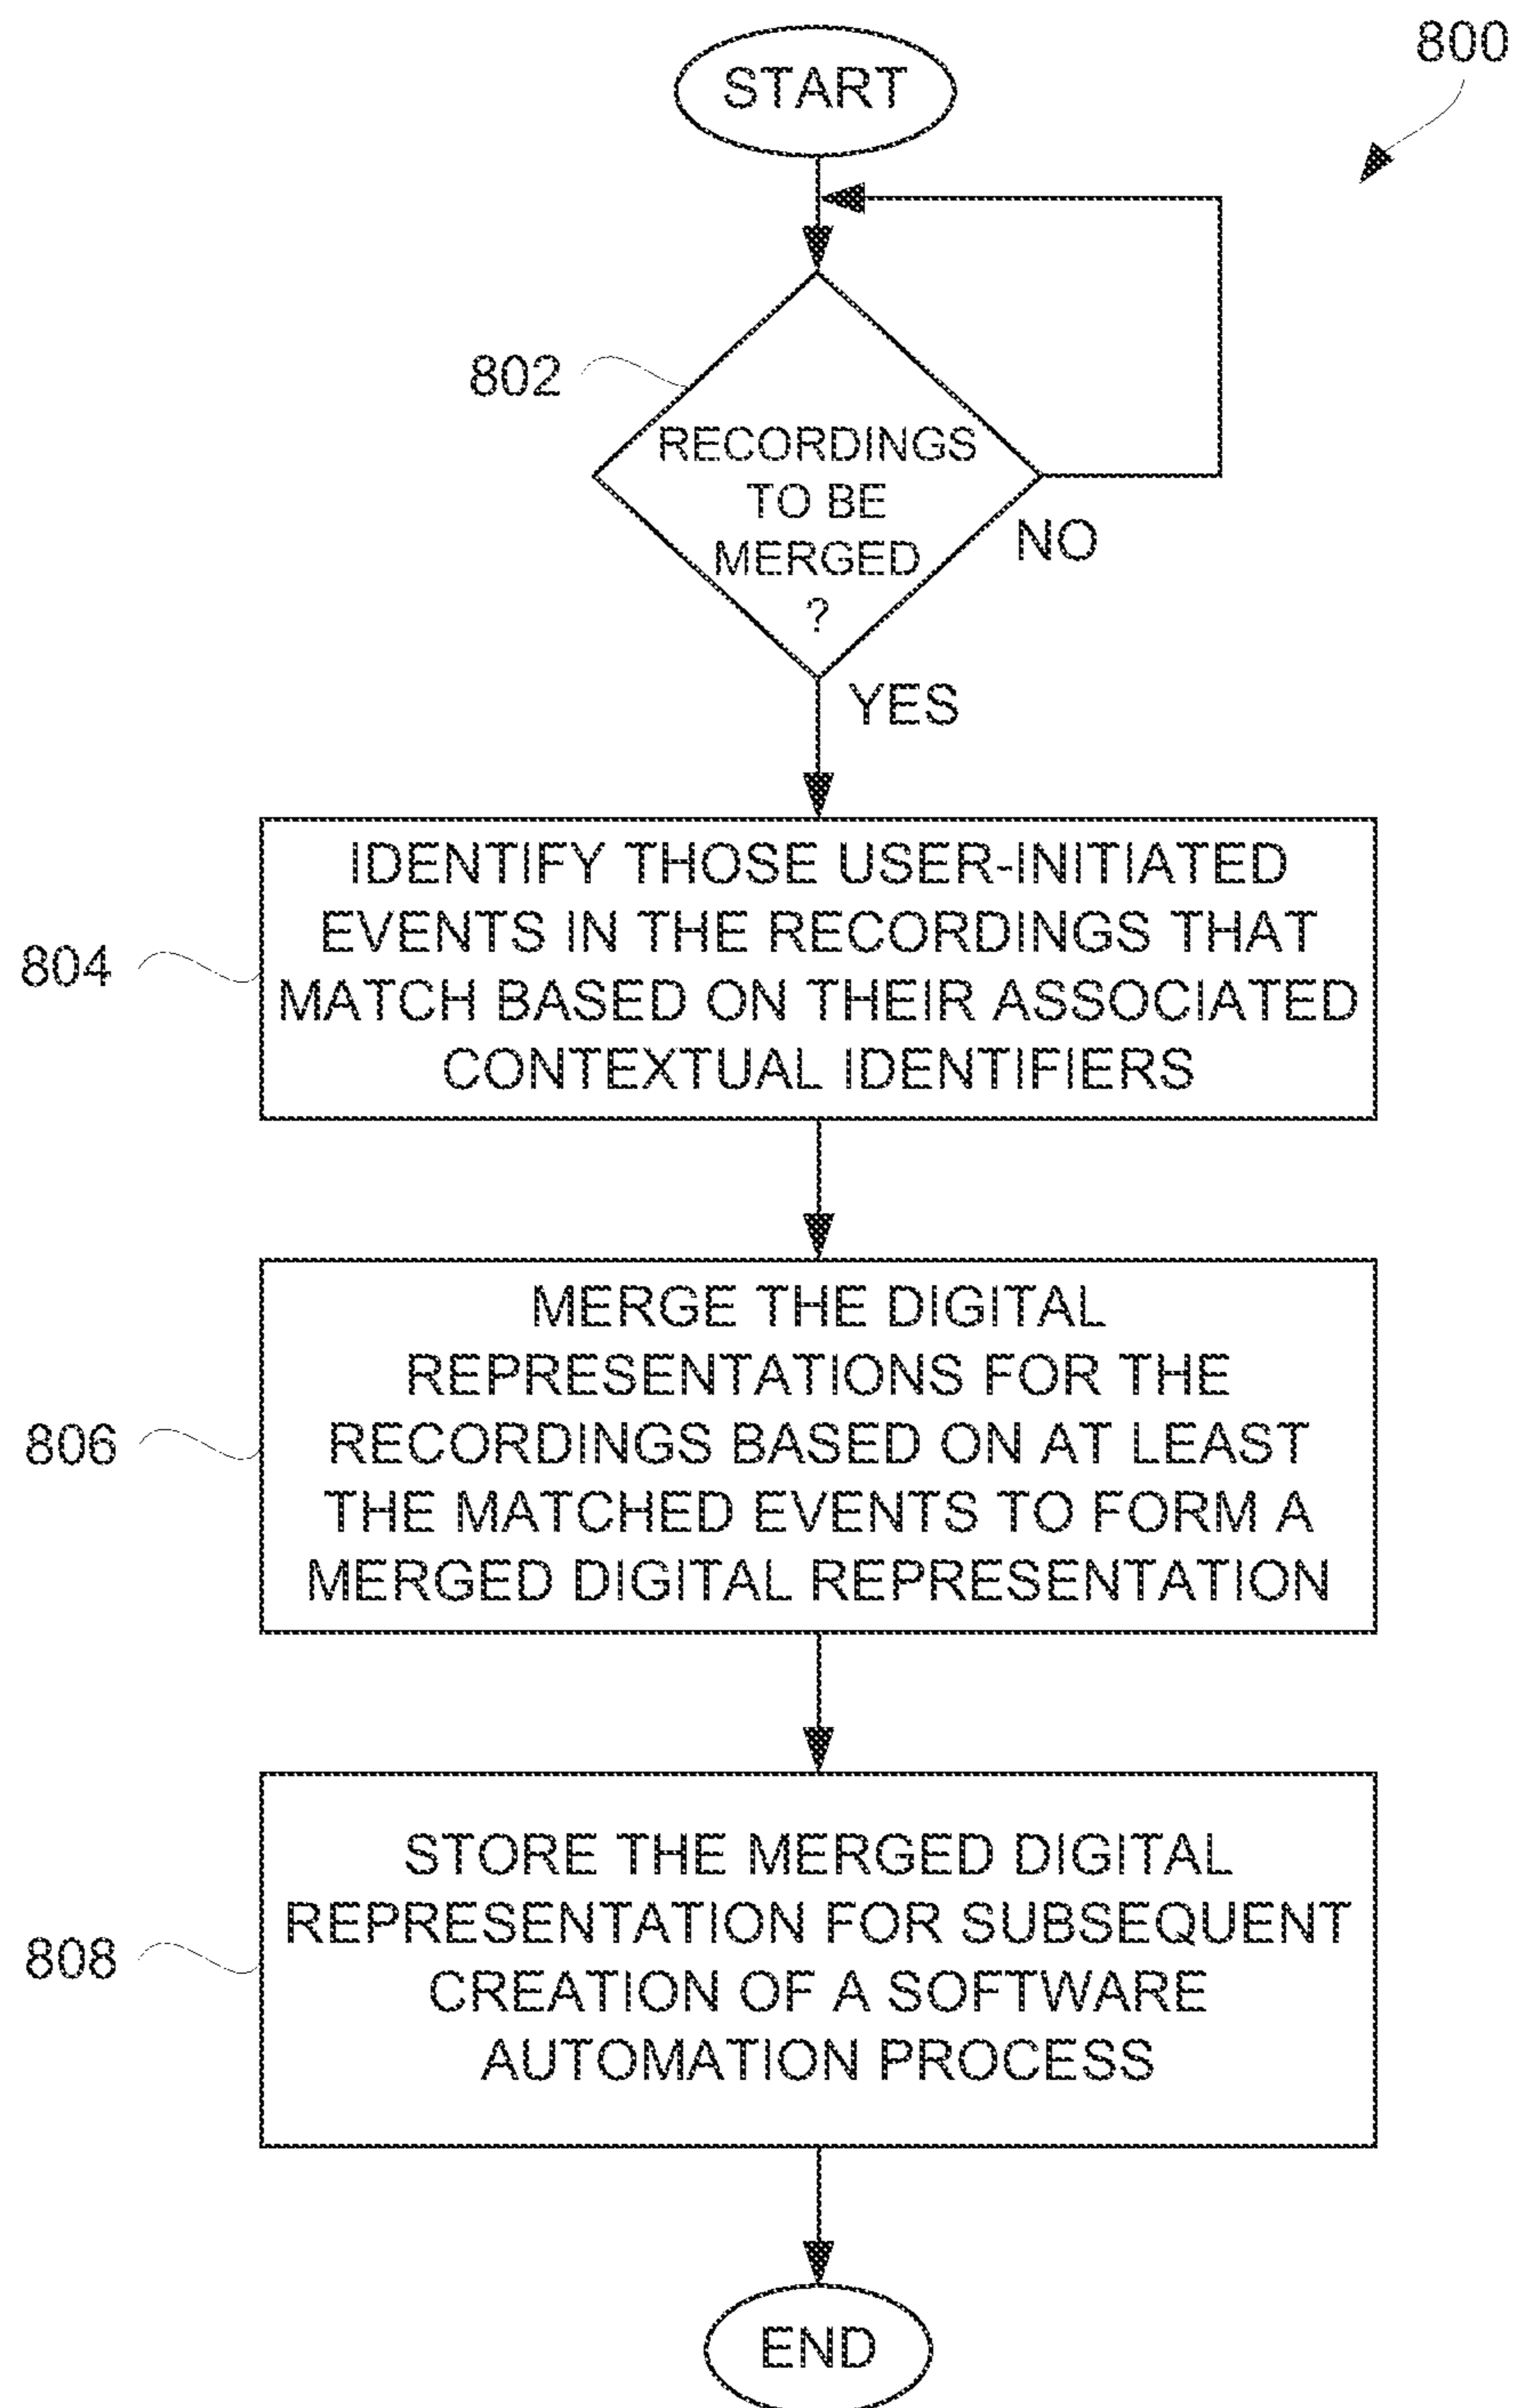 800
START
802
RECORDINGS
TO BE
MERGED
?
NO
YES
804
IDENTIFY THOSE USER-INITIATED
EVENTS IN THE RECORDINGS THAT
MATCH BASED ON THEIR ASSOCIATED
CONTEXTUAL IDENTIFIERS
806
MERGE THE DIGITAL
REPRESENTATIONS FOR THE
RECORDINGS BASED ON AT LEAST
THE MATCHED EVENTS TO FORM A
MERGED DIGITAL REPRESENTATION
808
STORE THE MERGED DIGITAL
REPRESENTATION FOR SUBSEQUENT
CREATION OF A SOFTWARE
AUTOMATION PROCESS
END